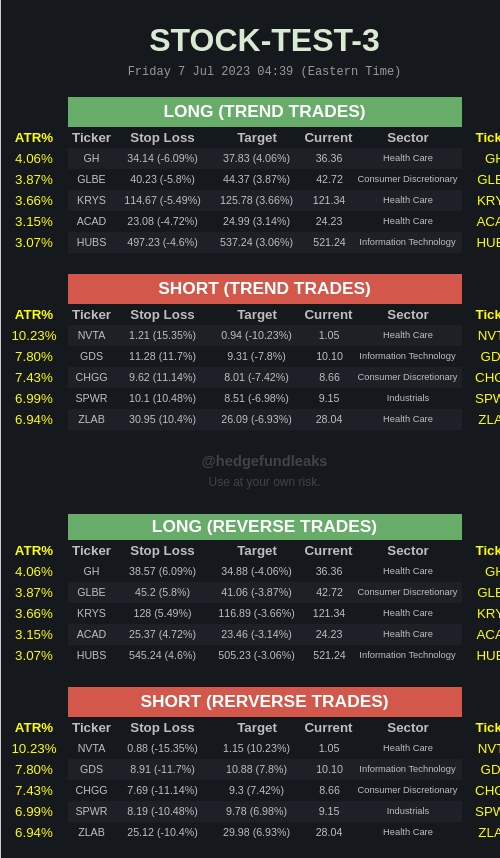 STOCK-TEST-3
Friday 7 Jul 2023 04:39 (Eastern Time)
LONG (TREND TRADES)
ATR% Ticker Stop Loss Target Current Sector Tick
4.06% GH 34.14 (-6.09%) 37.83 (4.06%) 36.36 Health Care GH
3.87% GLBE 40.23 (-5.8%) 44.37 (3.87%) 42.72 Consumer Discretionary GLB
3.66% KRYS 114.67 (-5.49%) 125.78 (3.66%) 121.34 Health Care KRY
3.15% ACAD 23.08 (-4.72%) 24.99 (3.14%) 24.23 Health Care ACA
3.07% HUBS 497.23 (-4.6%) 537.24 (3.06%) 521.24 Information Technology HUB
SHORT (TREND TRADES)
ATR% Ticker Stop Loss Target Current Sector Tick
10.23% NVTA 1.21 (15.35%) 0.94 (-10.23%) 1.05 Health Care NVT
7.80% GDS 11.28 (11.7%) 9.31 (-7.8%) 10.10 Information Technology GD
7.43% CHGG 9.62 (11.14%) 8.01 (-7.42%) 8.66 Consumer Discretionary CHG
6.99% SPWR 10.1 (10.48%) 8.51 (-6.98%) 9.15 Industrials SPW
6.94% ZLAB 30.95 (10.4%) 26.09 (-6.93%) 28.04 Health Care ZLA
@hedgefundleaks
Use at your own risk.
LONG (REVERSE TRADES)
ATR% Ticker Stop Loss Target Current Sector Tick
4.06% GH 38.57 (6.09%) 34.88 (-4.06%) 36.36 Health Care GH
3.87% GLBE 45.2 (5.8%) 41.06 (-3.87%) 42.72 Consumer Discretionary GLB
3.66% KRYS 128 (5.49%) 116.89 (-3.66%) 121.34 Health Care KRY
3.15% ACAD 25.37 (4.72%) 23.46 (-3.14%) 24.23 Health Care ACA
3.07% HUBS 545.24 (4.6%) 505.23 (-3.06%) 521.24 Information Technology HUB
SHORT (RERVERSE TRADES)
ATR% Ticker Stop Loss Target Current Sector Tick
10.23% NVTA 0.88 (-15.35%) 1.15 (10.23%) 1.05 Health Care NVT
7.80% GDS 8.91 (-11.7%) 10.88 (7.8%) 10.10 Information Technology GD
7.43% CHGG 7.69 (-11.14%) 9.3 (7.42%) 8.66 Consumer Discretionary CHG
6.99% SPWR 8.19 (-10.48%) 9.78 (6.98%) 9.15 Industrials SPW
6.94% ZLAB 25.12 (-10.4%) 29.98 (6.93%) 28.04 Health Care ZLA